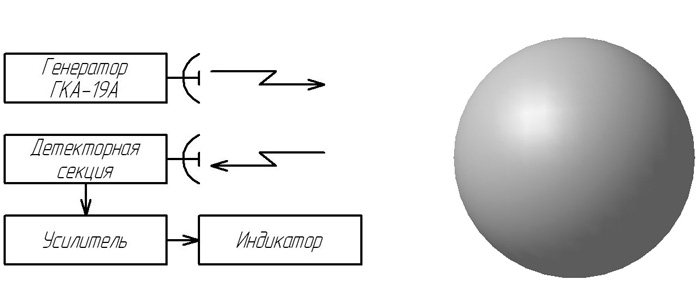 Генератор
ГКА-19А
Детекторная
секция
Усилитель
Индикатор